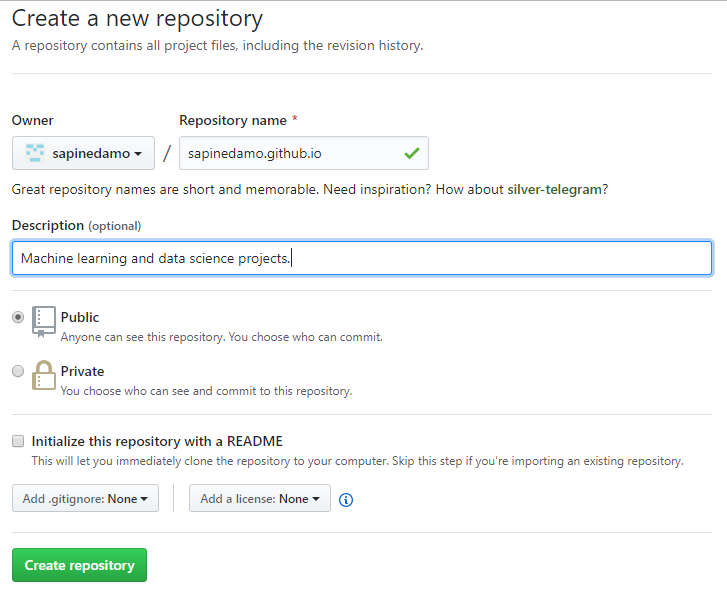 Create a new repository
A repository contains all project files, including the revision history.
Owner
Repository name *
sapinedamo
/
sapinedamo.github.io
Great repository names are short and memorable. Need inspiration? How about silver-telegram?
Description (optional)
Machine learning and data science projects.
Public
Anyone can see this repository. You choose who can commit.
Private
You choose who can see and commit to this repository.
Initialize this repository with a README
This will let you immediately clone the repository to your computer. Skip this step if you're importing an existing repository.
Add .gitignore: None
Add a license: None
Create repository